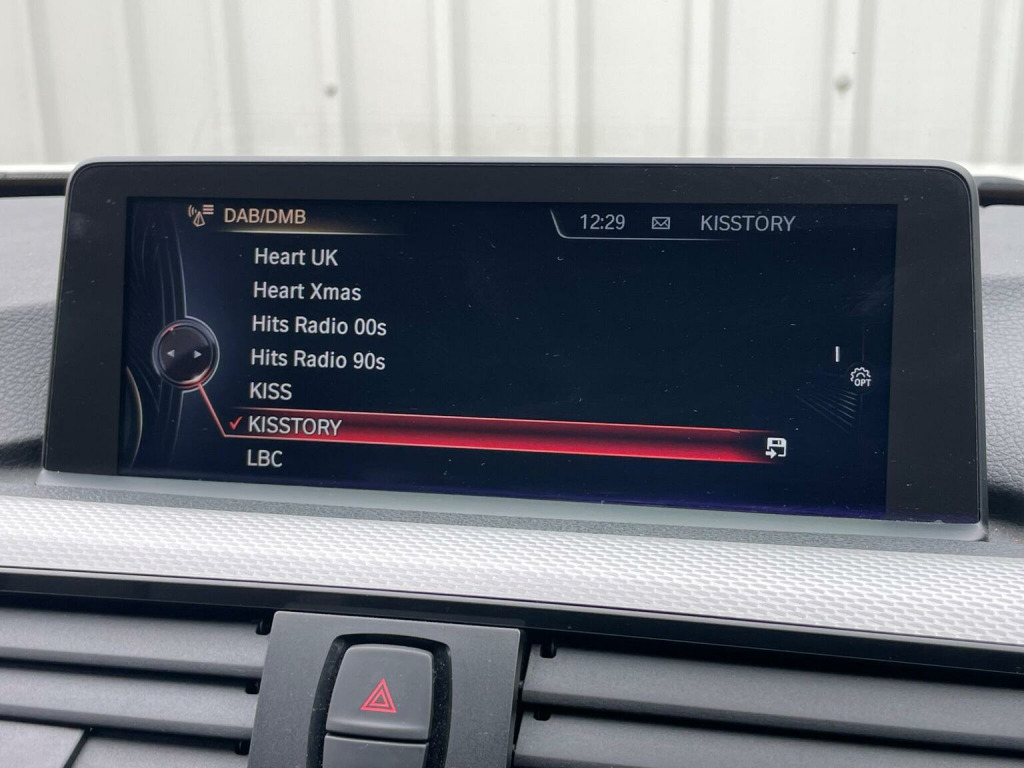 DAB/DMB
12:29 KISSTORY
Heart UK
Heart Xmas
Hits Radio 00s
Hits Radio 90s
KISS
KISSTORY
LBC
OPT